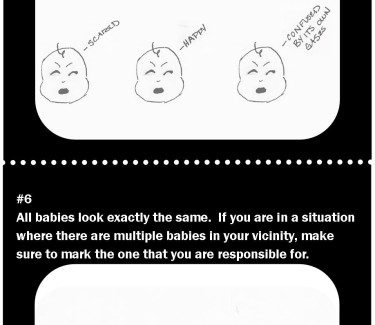 SCARED
HAPPY
CONFUSED
BY ITS OWN
GASES
#6
All babies look exactly the same.  If you are in a situation
where there are multiple babies in your vicinity, make
sure to mark the one that you are responsible for.